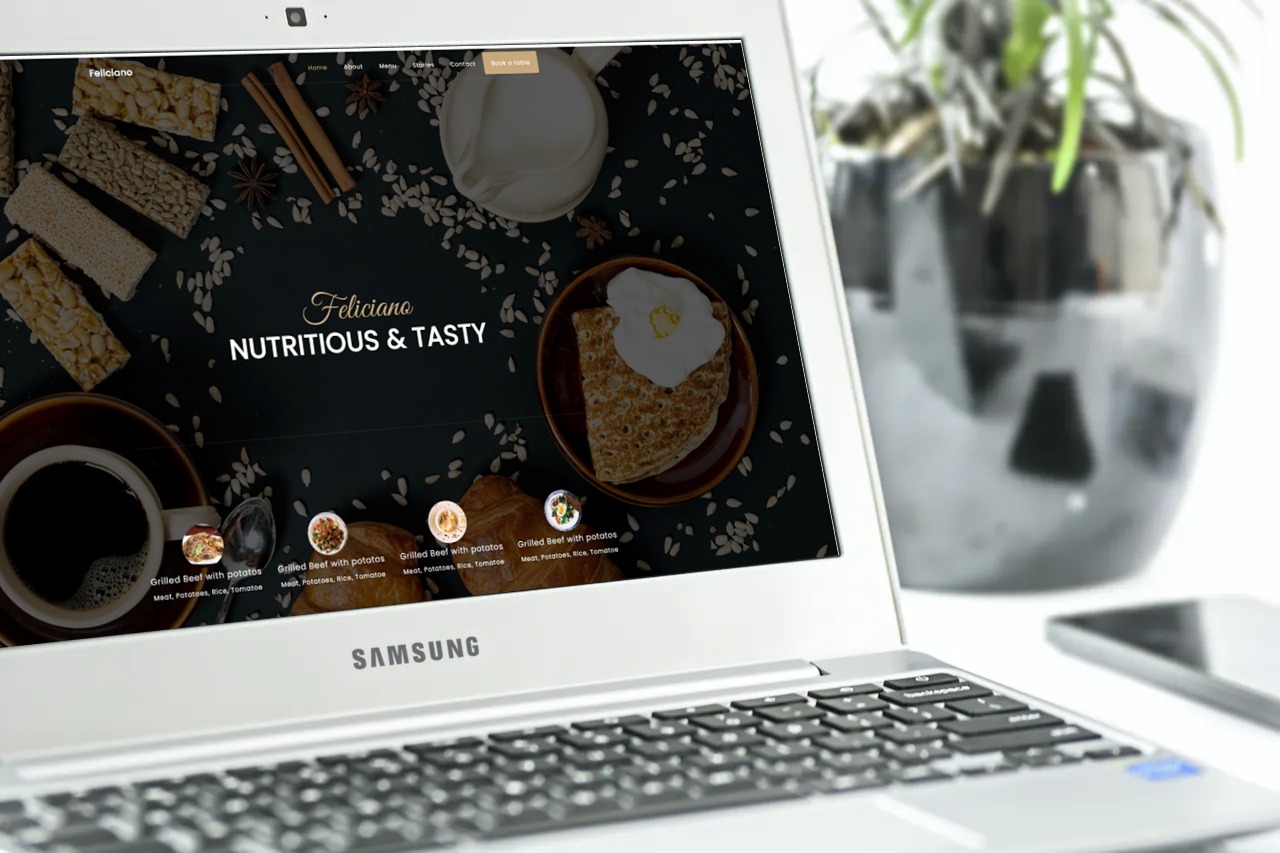 Feliciano
Home About Menu Stories Contact Book a table
Feliciano
NUTRITIOUS & TASTY
Grilled Beef with potatos
Meat, Potatoes, Rice, Tomatoe
Grilled Beef with potatos
Meat, Potatoes, Rice, Tomatoe
Grilled Beef with potatos
Meat, Potatoes, Rice, Tomatoe
Grilled Beef with potatos
Meat, Potatoes, Rice, Tomatoe
SAMSUNG
backspace
enter